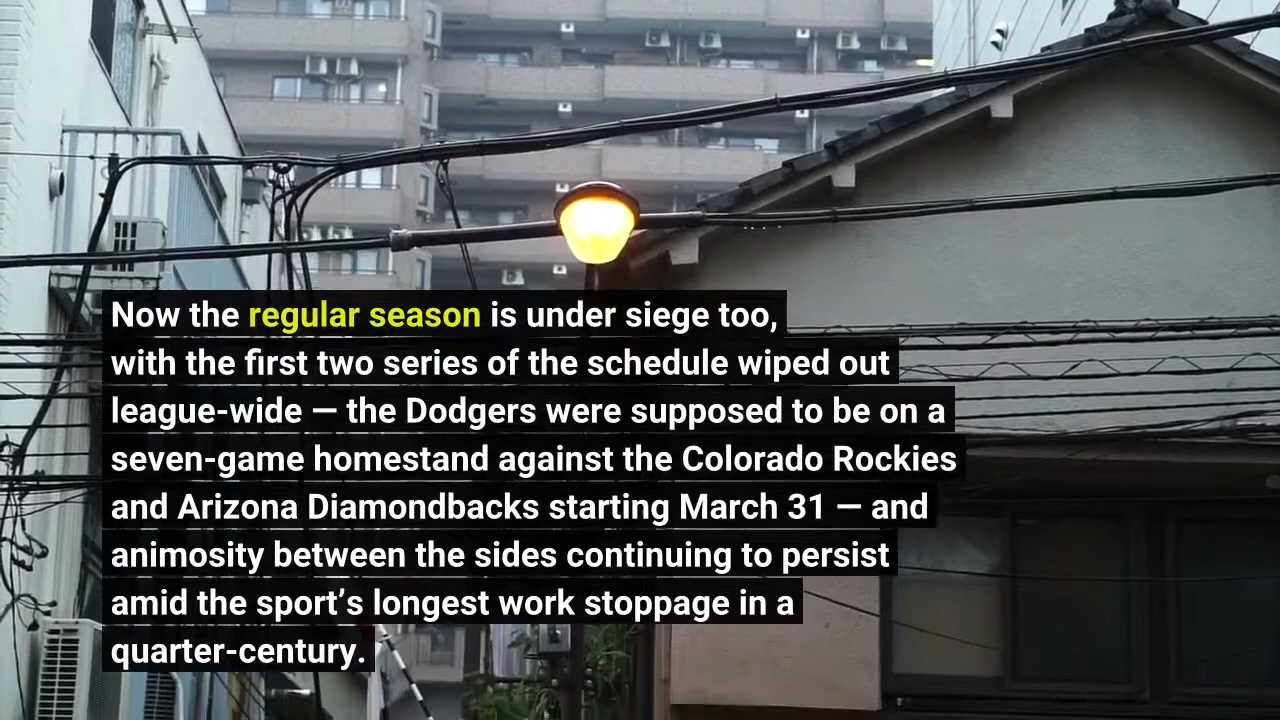 Now the regular season is under siege too,
with the first two series of the schedule wiped out
league-wide — the Dodgers were supposed to be on a
seven-game homestand against the Colorado Rockies
and Arizona Diamondbacks starting March 31 — and
animosity between the sides continuing to persist
amid the sport’s longest work stoppage in a
quarter-century.